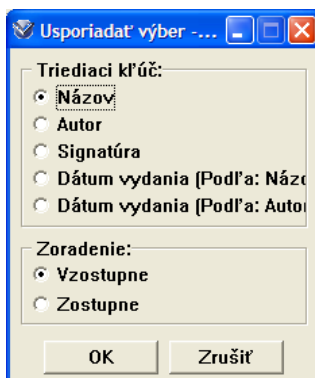 Usporiadať výber -...
Triediaci kľúč:
Názov
Autor
Signatúra
Dátum vydania (Podľa: Názo
Dátum vydania (Podľa: Autor
Zoradenie:
Vzostupne
Zostupne
OK
Zrušiť